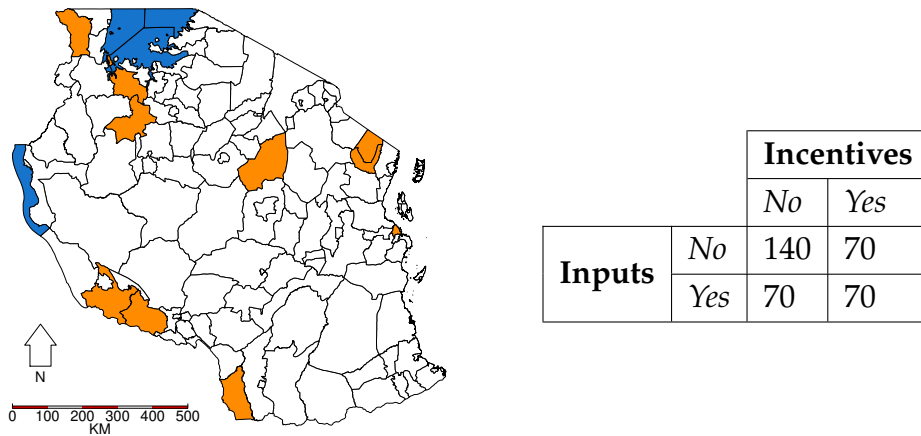 Incentives
No Yes
Inputs No 140 70
Yes 70 70
N
0 100 200 300 400 500
KM